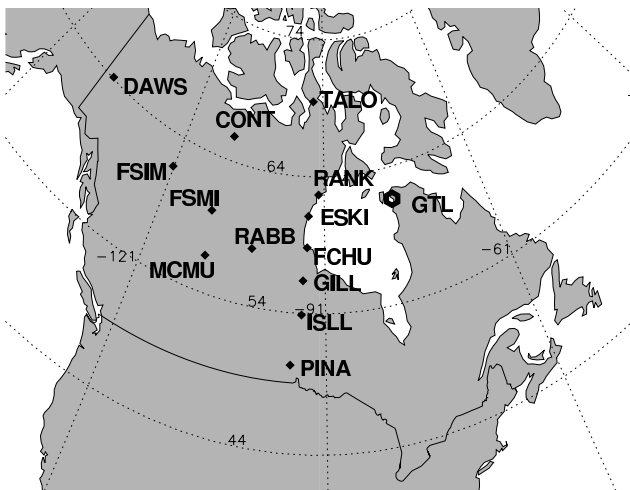 74
DAWS
TALO
CONT
64
FSIM
RANK
FSMI
GTL
ESKI
RABB
-61
-121
FCHU
MCMU
GILL
54
-91
ISLL
PINA
44